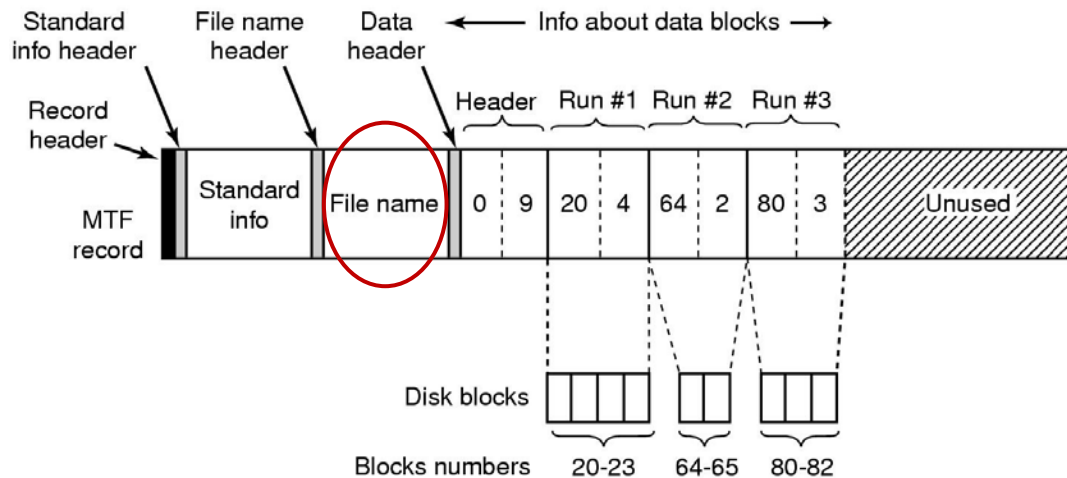 Standard
info header
File name
header
Data
header
Info about data blocks
Record
header
Header
Run #1
Run #2
Run #3
MTF
record
Standard
info
File name
0
9
20
4
64
2
80
3
Unused
Disk blocks
Blocks numbers
20-23
64-65
80-82